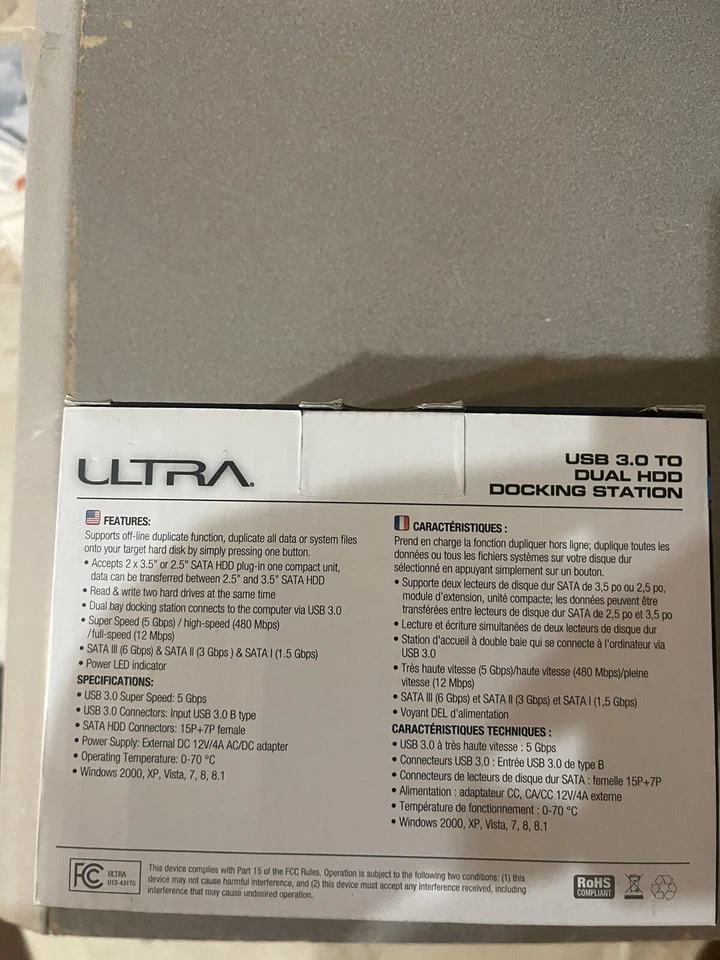 ULTRA.
USB 3.0 TO
DUAL HDD
DOCKING STATION
FEATURES:
Supports off-line duplicate function, duplicate all data or system files
onto your target hard disk by simply pressing one button.
• Accepts 2 x 3.5" or 2.5" SATA HDD plug-in one compact unit,
data can be transferred between 2.5" and 3.5" SATA HDD
• Read & write two hard drives at the same time
• Dual bay docking station connects to the computer via USB 3.0
• Super Speed (5 Gbps) / high-speed (480 Mbps)
/full-speed (12 Mbps)
• SATA III (6 Gbps) & SATA II (3 Gbps ) & SATA I (1.5 Gbps)
• Power LED indicator
SPECIFICATIONS:
• USB 3.0 Super Speed: 5 Gbps
• USB 3.0 Connectors: Input USB 3.0 B type
• SATA HDD Connectors: 15P+7P female
• Power Supply: External DC 12V/4A AC/DC adapter
• Operating Temperature: 0-70 °C
• Windows 2000, XP, Vista, 7, 8, 8.1
CARACTÉRISTIQUES :
Prend en charge la fonction dupliquer hors ligne; duplique toutes les
données ou tous les fichiers systèmes sur votre disque dur
sélectionné en appuyant simplement sur un bouton.
• Supporte deux lecteurs de disque dur SATA de 3,5 po ou 2,5 po,
module d'extension, unité compacte; les données peuvent être
transférées entre lecteurs de disque dur SATA de 2,5 po et 3,5 po
• Lecture et écriture simultanées de deux lecteurs de disque dur
• Station d'accueil à double baie qui se connecte à l'ordinateur via
USB 3.0
• Très haute vitesse (5 Gbps)/haute vitesse (480 Mbps)/pleine
vitesse (12 Mbps)
• SATA III (6 Gbps) et SATA II (3 Gbps) et SATA I (1,5 Gbps)
• Voyant DEL d'alimentation
CARACTÉRISTIQUES TECHNIQUES :
• USB 3.0 à très haute vitesse : 5 Gbps
• Connecteurs USB 3.0 : Entrée USB 3.0 de type B
• Connecteurs de lecteurs de disque dur SATA : femelle 15P+7P
• Alimentation : adaptateur CC, CA/CC 12V/4A externe
• Température de fonctionnement : 0-70 °C
• Windows 2000, XP, Vista, 7, 8, 8.1
FC ULTRA
U12-43175
This device complies with Part 15 of the FCC Rules. Operation is subject to the following two conditions: (1) this
device may not cause harmful interference, and (2) this device must accept any interference received, including
interference that may cause undesired operation.
RoHS
COMPLIANT